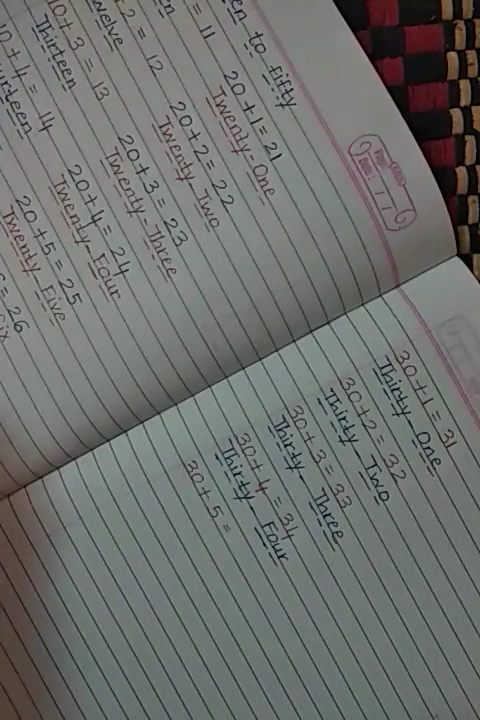 to fifty
= 11
= 12
Twelve
10+3 = 13
Thirteen
10+4 = 14
20+1=21
Twenty-One
20+2=22
Twenty-Two
20+3=23
Twenty-Three
20+4=24
Twenty-Four
20+5=25
Twenty-Five
= 26
Six
30+1=31
Thirty-One
30+2=32
Thirty-Two
30+3=33
Thirty-Three
30+4=34
Thirty-Four
30+5=